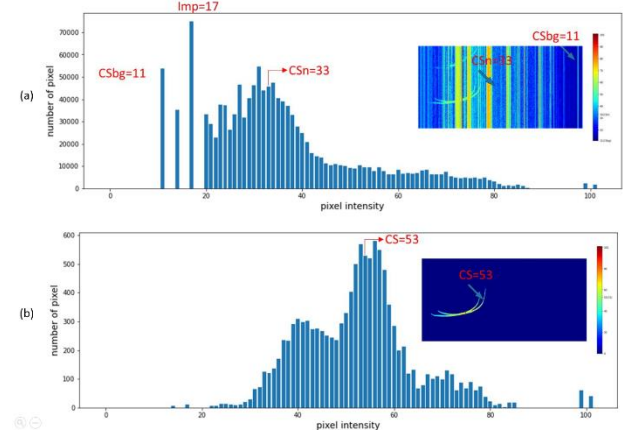 Imp=17
CSbg=11
CSn=33
CSbg=11
CSn=33
(a)
number of pixel
70000
60000
50000
40000
30000
20000
10000
0
0
20
40
60
80
100
pixel intensity
(b)
CS=53
CS=53
number of pixel
600
500
400
300
200
100
0
0
20
40
60
80
100
pixel intensity